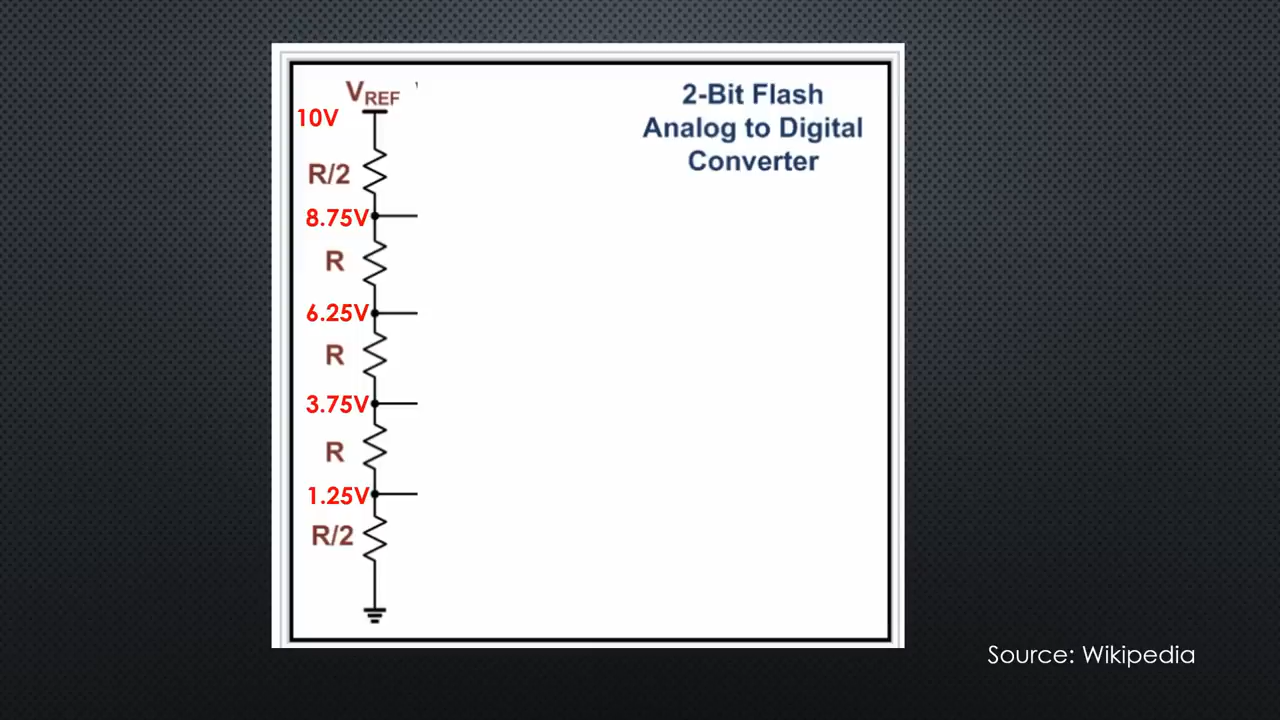 V_REF
10V
2-Bit Flash
Analog to Digital
Converter
R/2
8.75V
R
6.25V
R
3.75V
R
1.25V
R/2
Source: Wikipedia